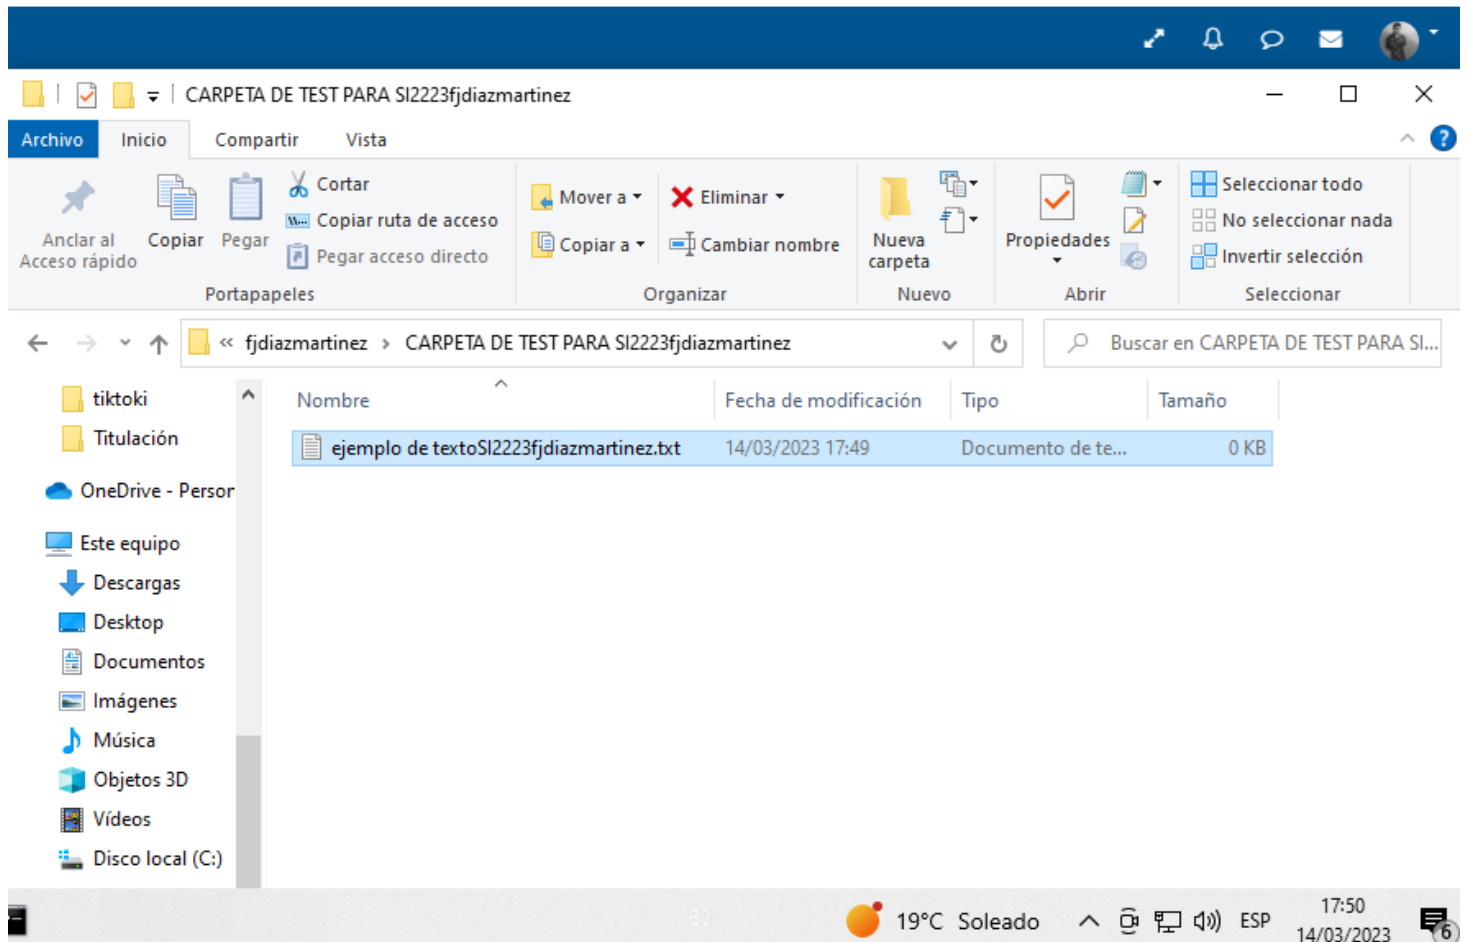 CARPETA DE TEST PARA SI2223fjdiazmartinez
Archivo Inicio Compartir Vista
Anclar al Acceso rápido
Copiar
Pegar
Cortar
Copiar ruta de acceso
Pegar acceso directo
Portapapeles
Mover a
Copiar a
Eliminar
Cambiar nombre
Organizar
Nueva carpeta
Nuevo
Propiedades
Abrir
Seleccionar todo
No seleccionar nada
Invertir selección
Seleccionar
« fjdiazmartinez › CARPETA DE TEST PARA SI2223fjdiazmartinez
Buscar en CARPETA DE TEST PARA SI...
tiktoki
Titulación
OneDrive - Person
Este equipo
Descargas
Desktop
Documentos
Imágenes
Música
Objetos 3D
Vídeos
Disco local (C:)
Nombre Fecha de modificación Tipo Tamaño
ejemplo de textoSI2223fjdiazmartinez.txt 14/03/2023 17:49 Documento de te... 0 KB
19°C Soleado
ESP
17:50
14/03/2023
6